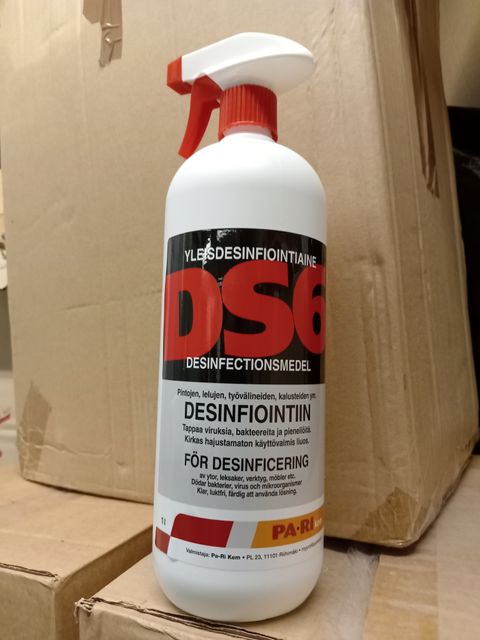 YLEISDESINFIOINTIAINE
DS6
DESINFECTIONSMEDEL
Pintojen, lelujen, työvälineiden, kalusteiden ym.
DESINFIOINTIIN
Tappaa viruksia, bakteereita ja pieneliöitä.
Kirkas hajustamaton käyttövalmis liuos.
FÖR DESINFICERING
av ytor, leksaker, verktyg, möbler etc.
Dödar bakterier, virus och mikroorganismer
Klar, luktfri, färdig att använda lösning.
1 l
PA-RI
Valmistaja: Pa-Ri Kem • PL 23, 11101 Riihimäki •